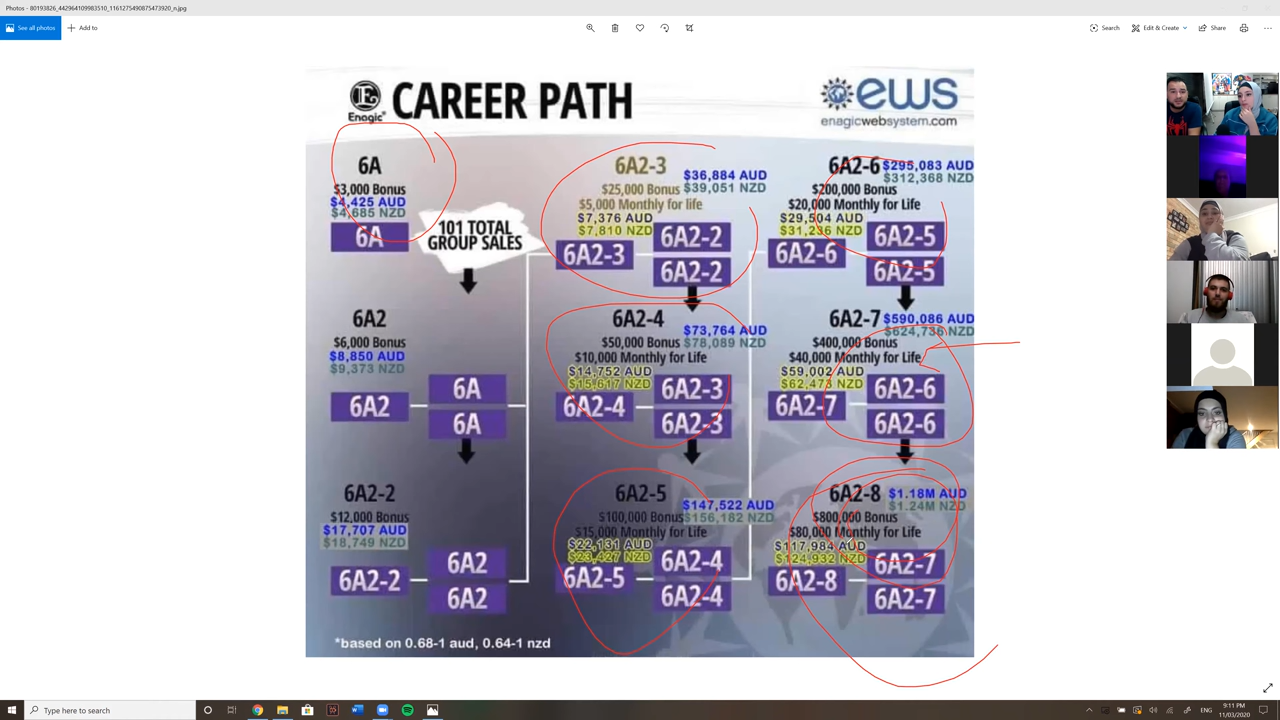 Photos - 80193826_442964109983510_1161275490875473920_n.jpg
See all photos
Add to
Search
Edit & Create
Share
Enagic
CAREER PATH
ews
enagicwebsystem.com
6A
$3,000 Bonus
$4,425 AUD
$4,685 NZD
6A
101 TOTAL
GROUP SALES
6A2
$6,000 Bonus
$8,850 AUD
$9,373 NZD
6A2
6A
6A
6A2-2
$12,000 Bonus
$17,707 AUD
$18,749 NZD
6A2-2
6A2
6A2
*based on 0.68-1 aud, 0.64-1 nzd
6A2-3
$36,884 AUD
$25,000 Bonus
$39,051 NZD
$5,000 Monthly for life
$7,376 AUD
$7,810 NZD
6A2-3
6A2-2
6A2-2
6A2-4
$73,764 AUD
$50,000 Bonus
$78,089 NZD
$10,000 Monthly for Life
$14,752 AUD
$15,617 NZD
6A2-4
6A2-3
6A2-3
6A2-5
$147,522 AUD
$100,000 Bonus
$156,182 NZD
$15,000 Monthly for Life
$22,131 AUD
$23,427 NZD
6A2-5
6A2-4
6A2-4
6A2-6
$295,083 AUD
$312,368 NZD
$200,000 Bonus
$20,000 Monthly for Life
$29,504 AUD
$31,236 NZD
6A2-6
6A2-5
6A2-5
6A2-7
$590,086 AUD
$624,736 NZD
$400,000 Bonus
$40,000 Monthly for Life
$59,002 AUD
$62,473 NZD
6A2-7
6A2-6
6A2-6
6A2-8
$1.18M AUD
$1.24M NZD
$800,000 Bonus
$80,000 Monthly for Life
$117,984 AUD
$124,932 NZD
6A2-8
6A2-7
6A2-7
Type here to search
ENG
9:11 PM
11/03/2020